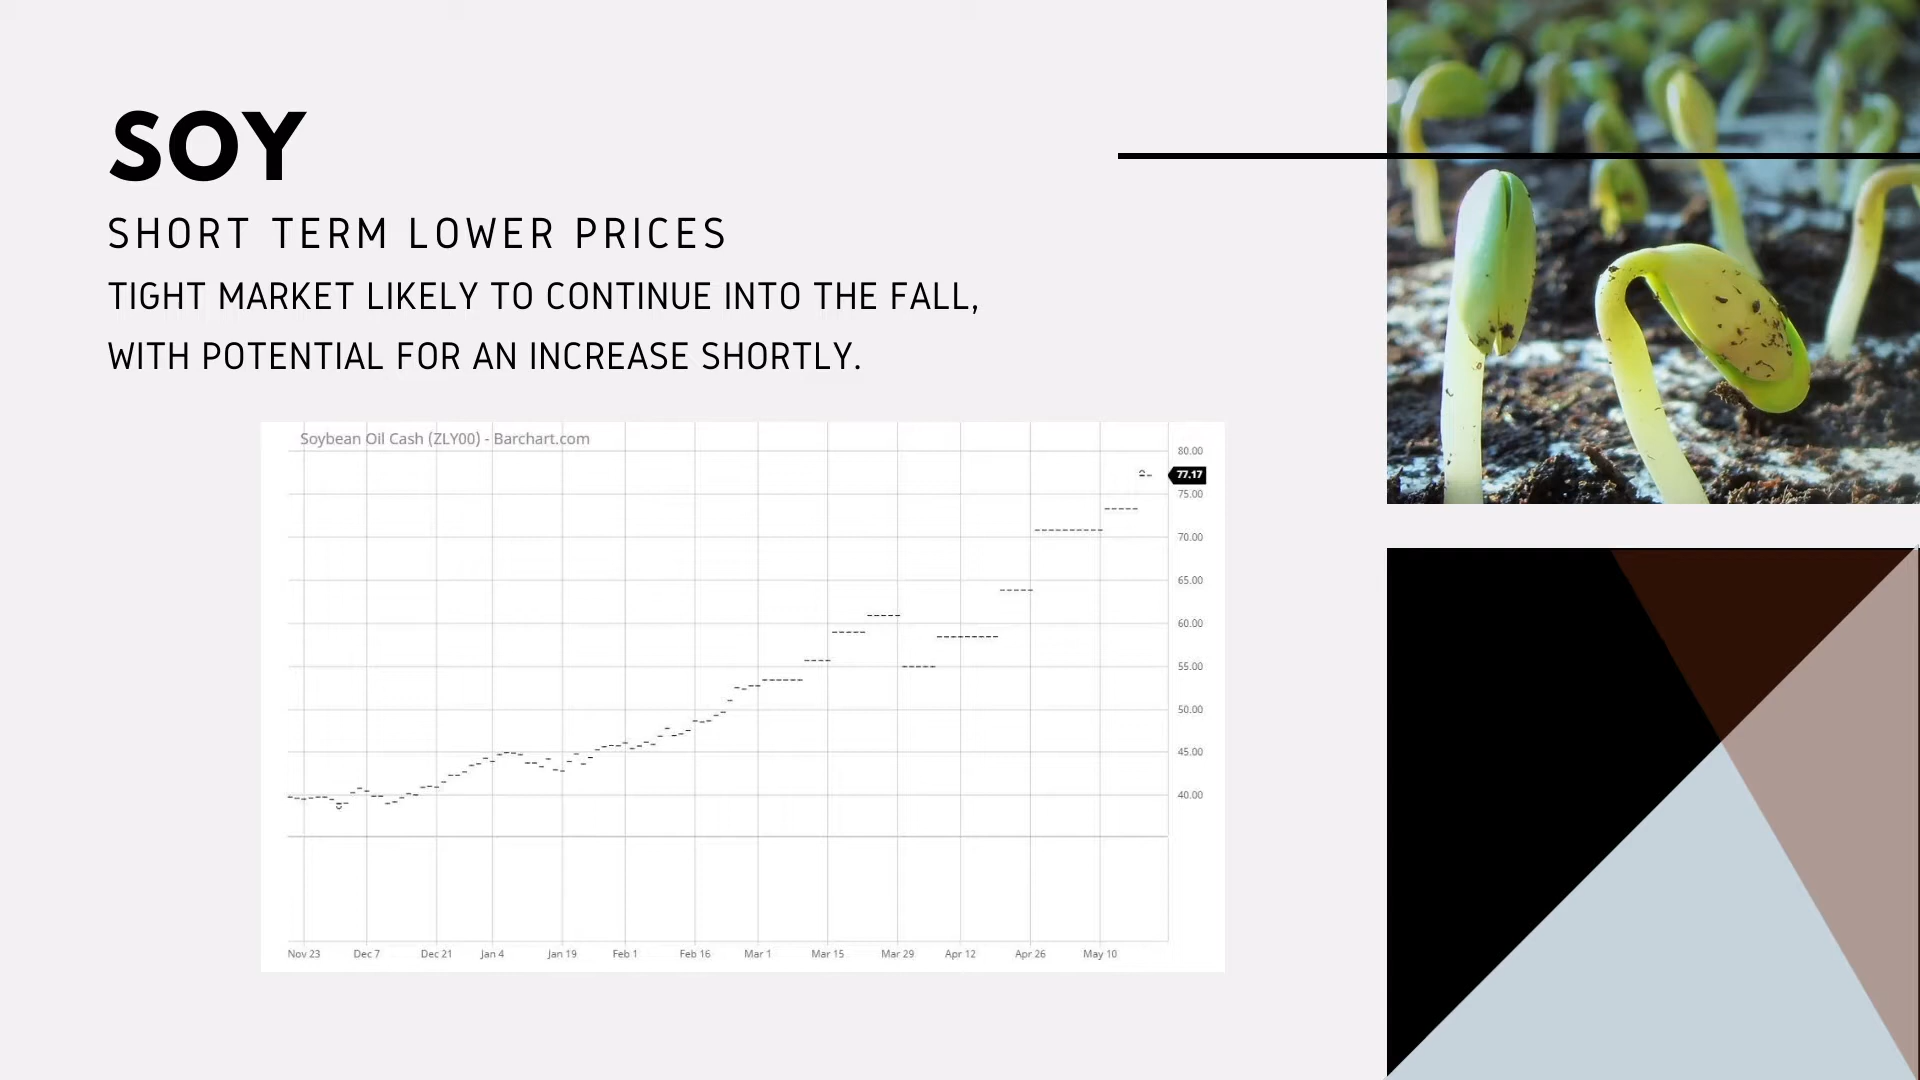 SOY
SHORT TERM LOWER PRICES
TIGHT MARKET LIKELY TO CONTINUE INTO THE FALL,
WITH POTENTIAL FOR AN INCREASE SHORTLY.
Soybean Oil Cash (ZLY00) - Barchart.com
80.00
77.17
75.00
70.00
65.00
60.00
55.00
50.00
45.00
40.00
Nov 23 Dec 7 Dec 21 Jan 4 Jan 19 Feb 1 Feb 16 Mar 1 Mar 15 Mar 29 Apr 12 Apr 26 May 10